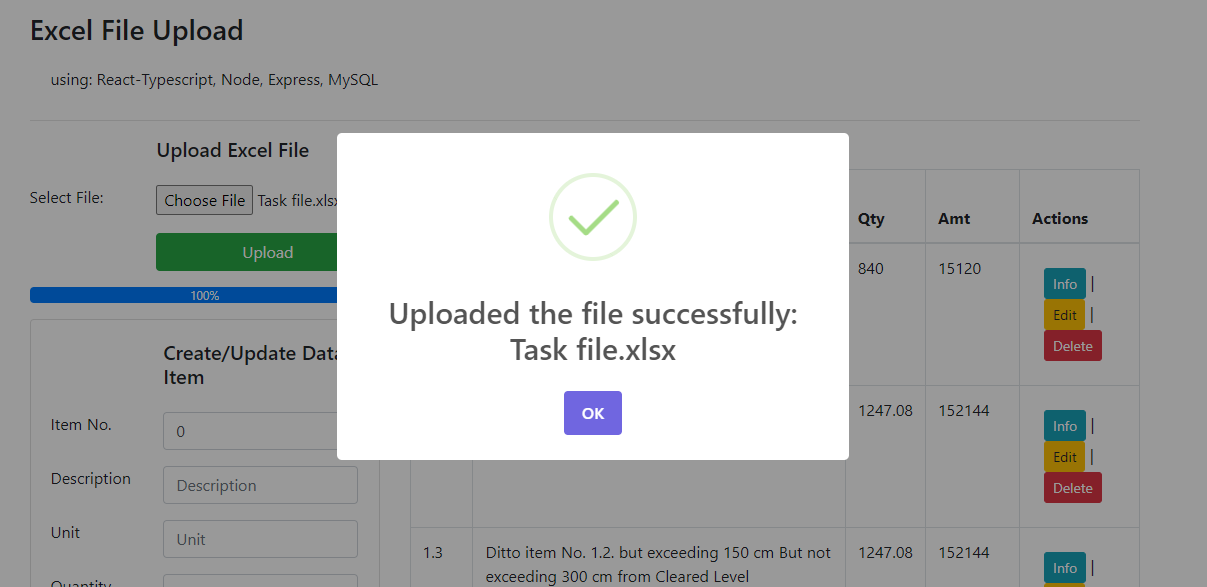 Excel File Upload
using: React-Typescript, Node, Express, MySQL
Upload Excel File
Select File:
Choose File Task file.xlsx
Upload
100%
Create/Update Data
Item
Item No.
0
Description
Description
Unit
Unit
Quantity
Uploaded the file successfully:
Task file.xlsx
OK
Qty Amt Actions
840 15120
Info |
Edit |
Delete
1247.08 152144
Info |
Edit |
Delete
1.3 Ditto item No. 1.2. but exceeding 150 cm But not 1247.08 152144
exceeding 300 cm from Cleared Level
Info |